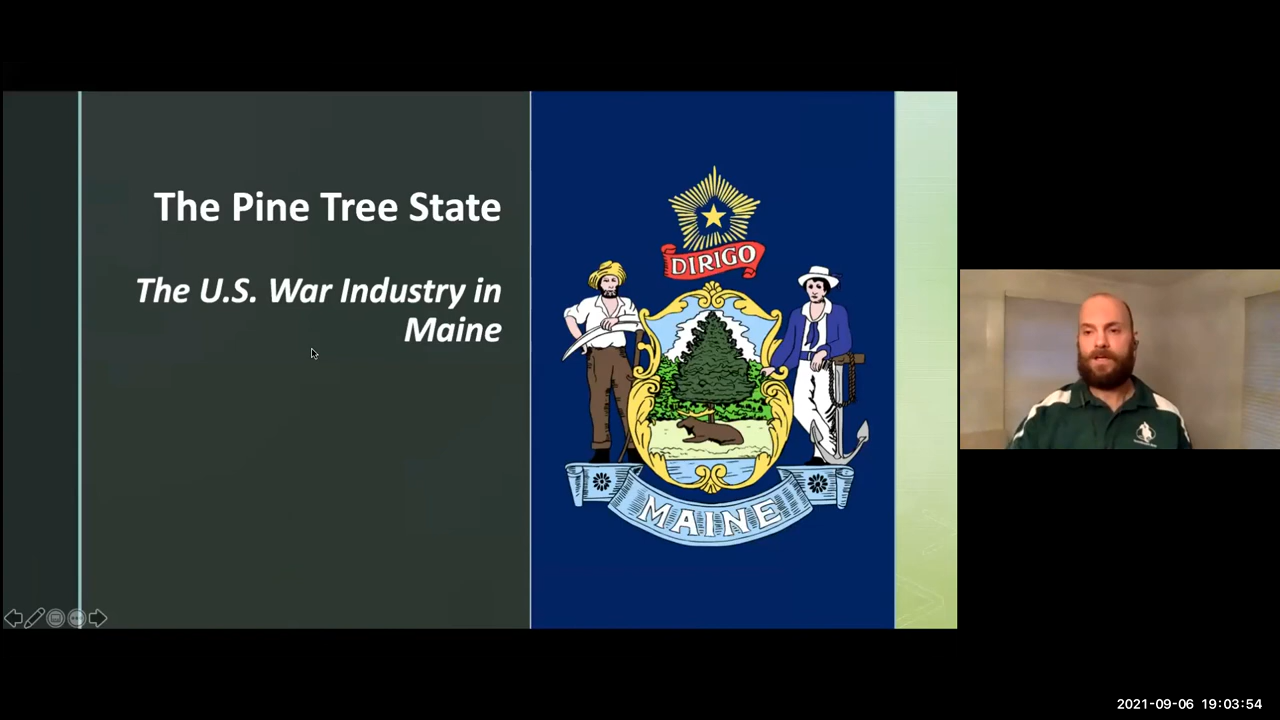 The Pine Tree State
The U.S. War Industry in
Maine
DIRIGO
MAINE
2021-09-06 19:03:54